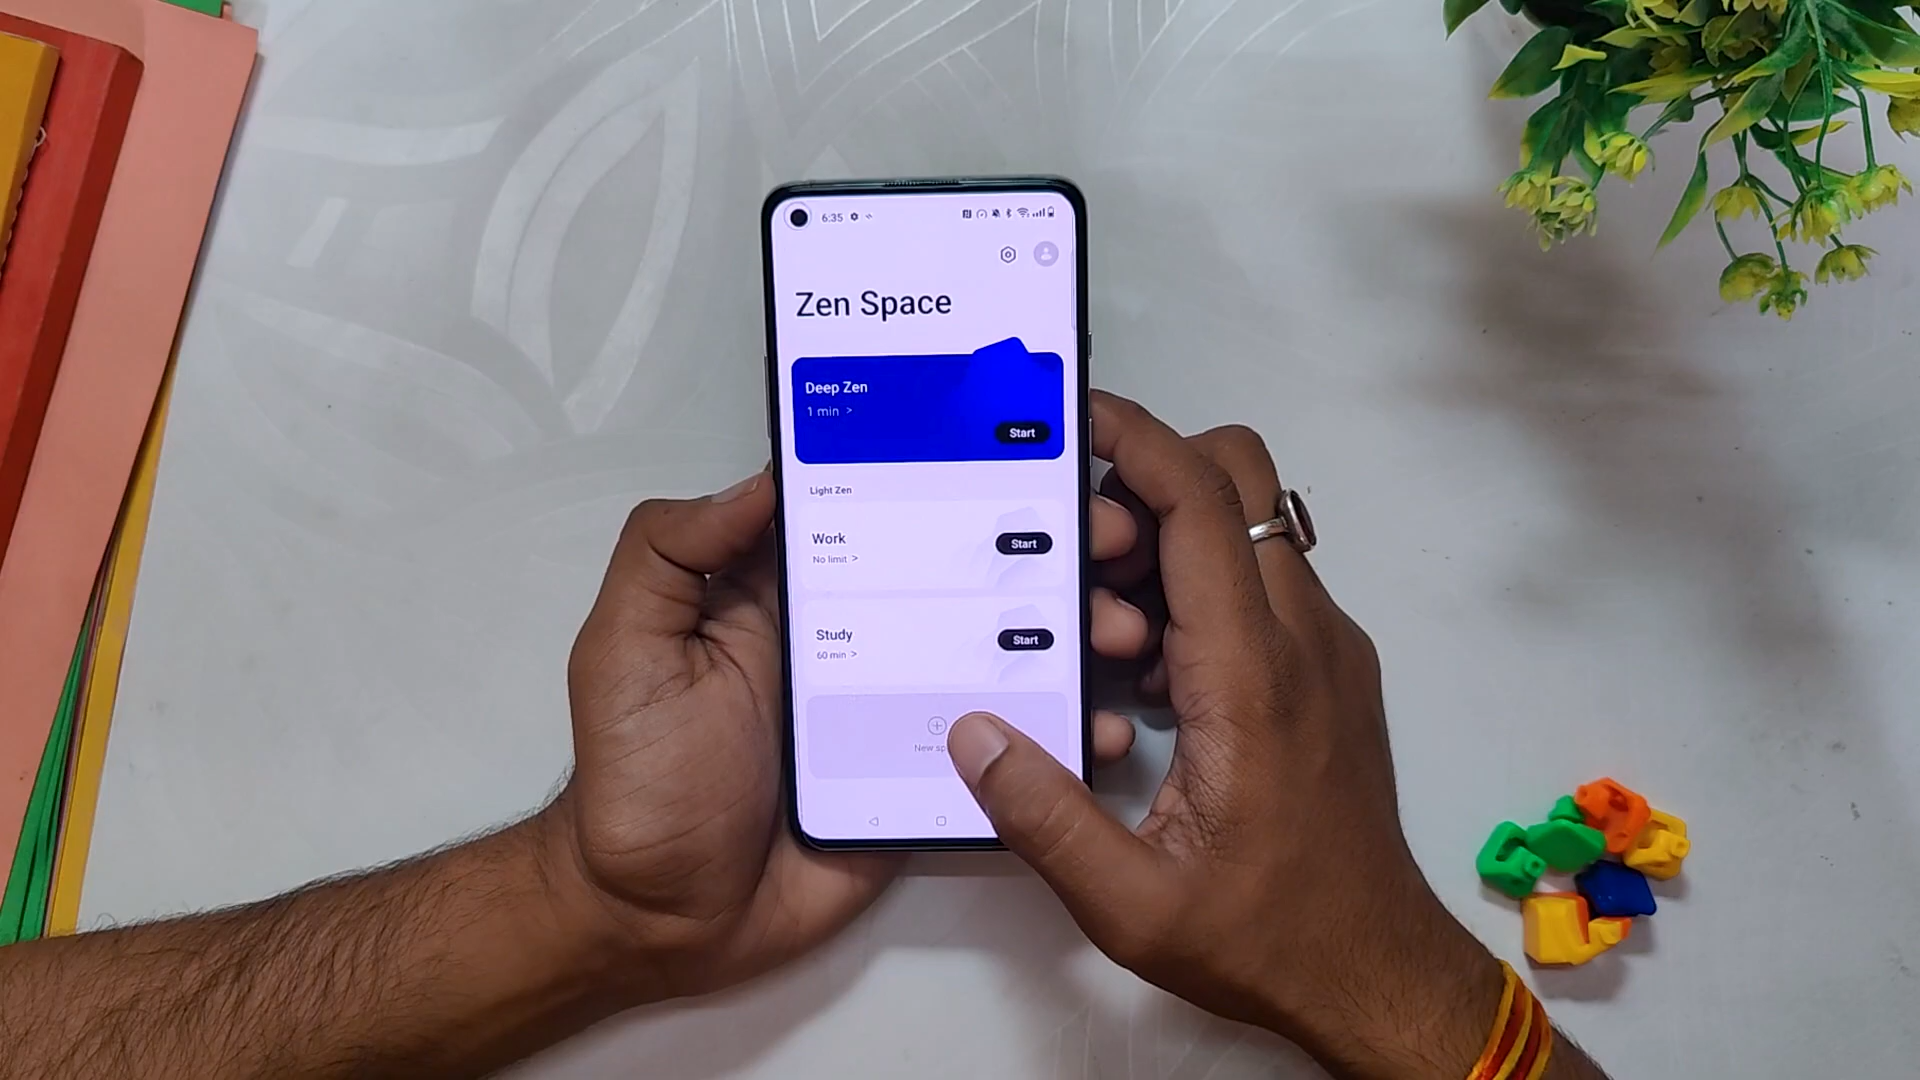 6:35
Zen Space
Deep Zen
1 min >
Start
Light Zen
Work
No limit >
Start
Study
60 min >
Start
New